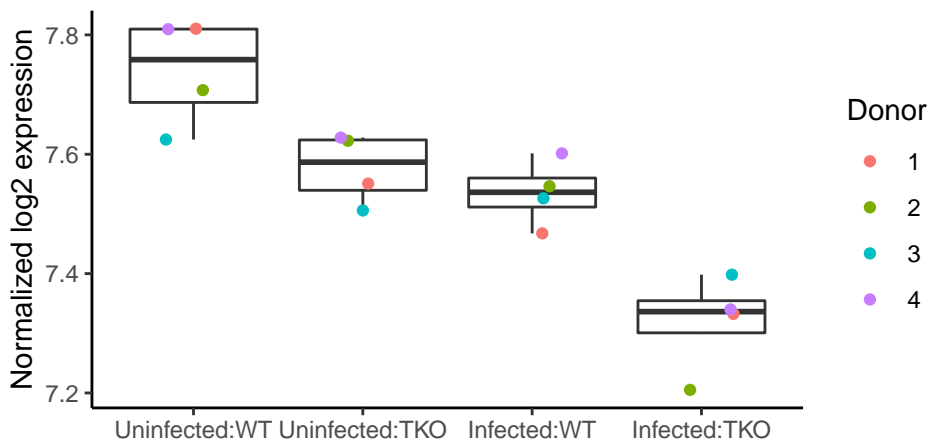 Normalized log2 expression
7.8
7.6
7.4
7.2
Uninfected:WT Uninfected:TKO Infected:WT Infected:TKO
Donor
1
2
3
4